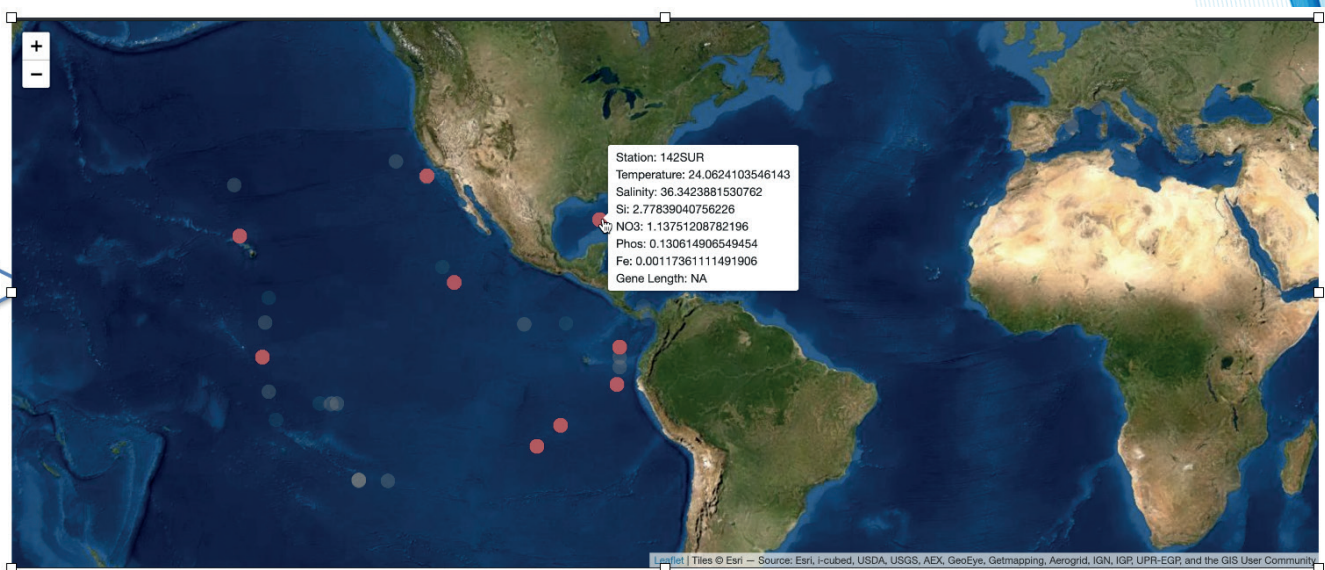 +
−
Station: 142SUR
Temperature: 24.0624103546143
Salinity: 36.3423881530762
Si: 2.77839040756226
NO3: 1.13751208782196
Phos: 0.130614906549454
Fe: 0.00117361111491906
Gene Length: NA
Leaflet | Tiles © Esri — Source: Esri, i-cubed, USDA, USGS, AEX, GeoEye, Getmapping, Aerogrid, IGN, IGP, UPR-EGP, and the GIS User Community